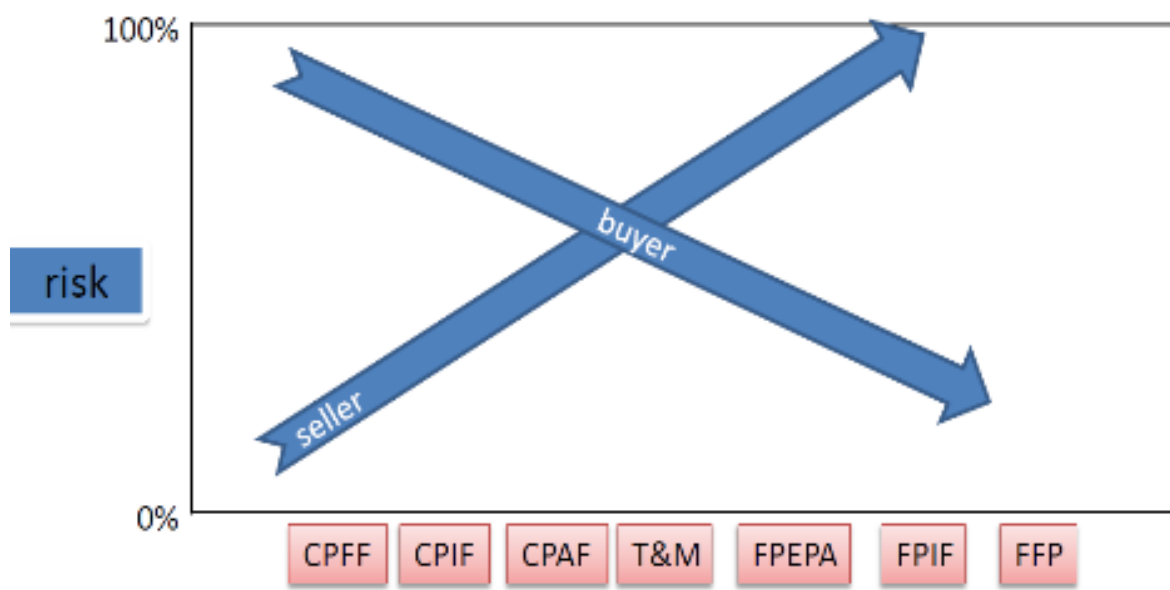 100%
buyer
risk
seller
0%
CPFF CPIF CPAF T&M FPEPA FPIF FFP